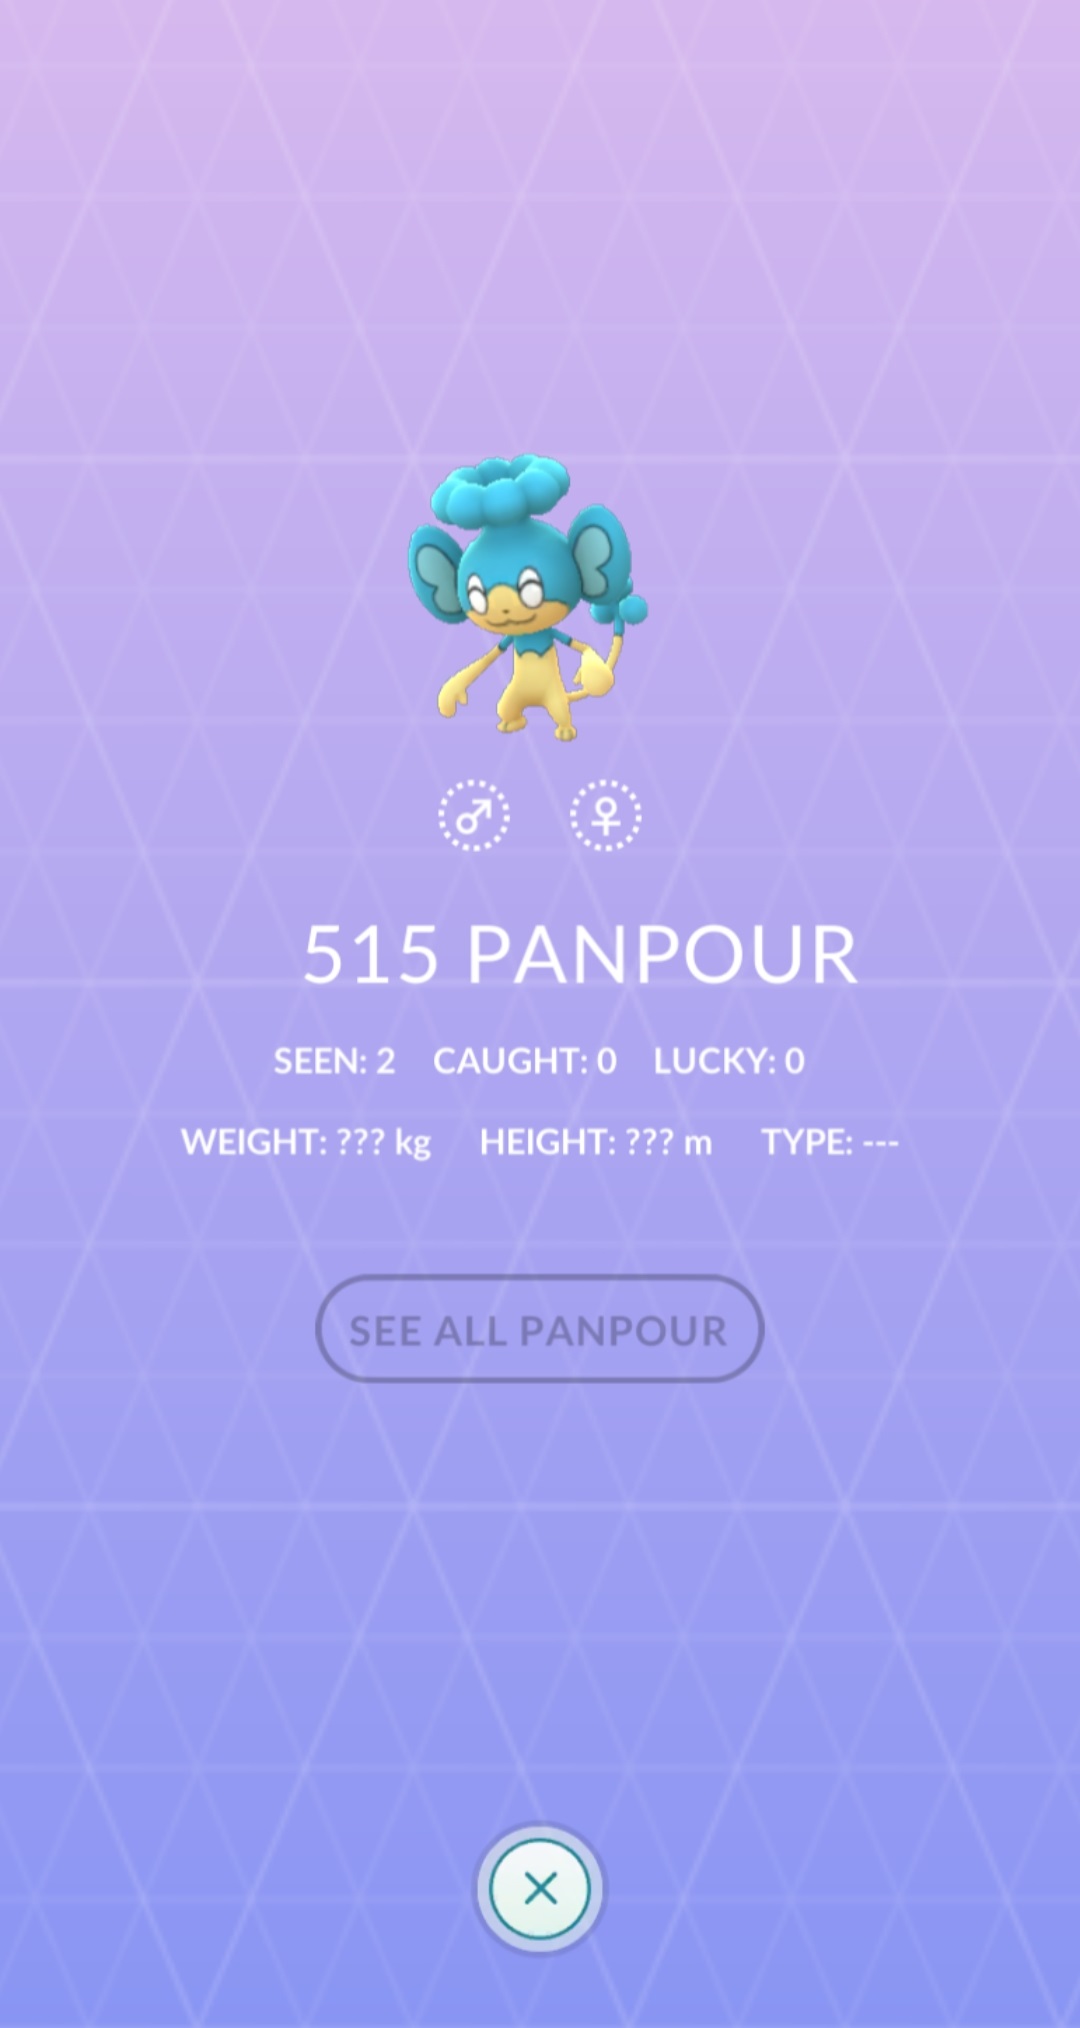 515 PANPOUR
SEEN: 2 CAUGHT: 0 LUCKY: 0
WEIGHT: ??? kg HEIGHT: ??? m TYPE: ---
SEE ALL PANPOUR